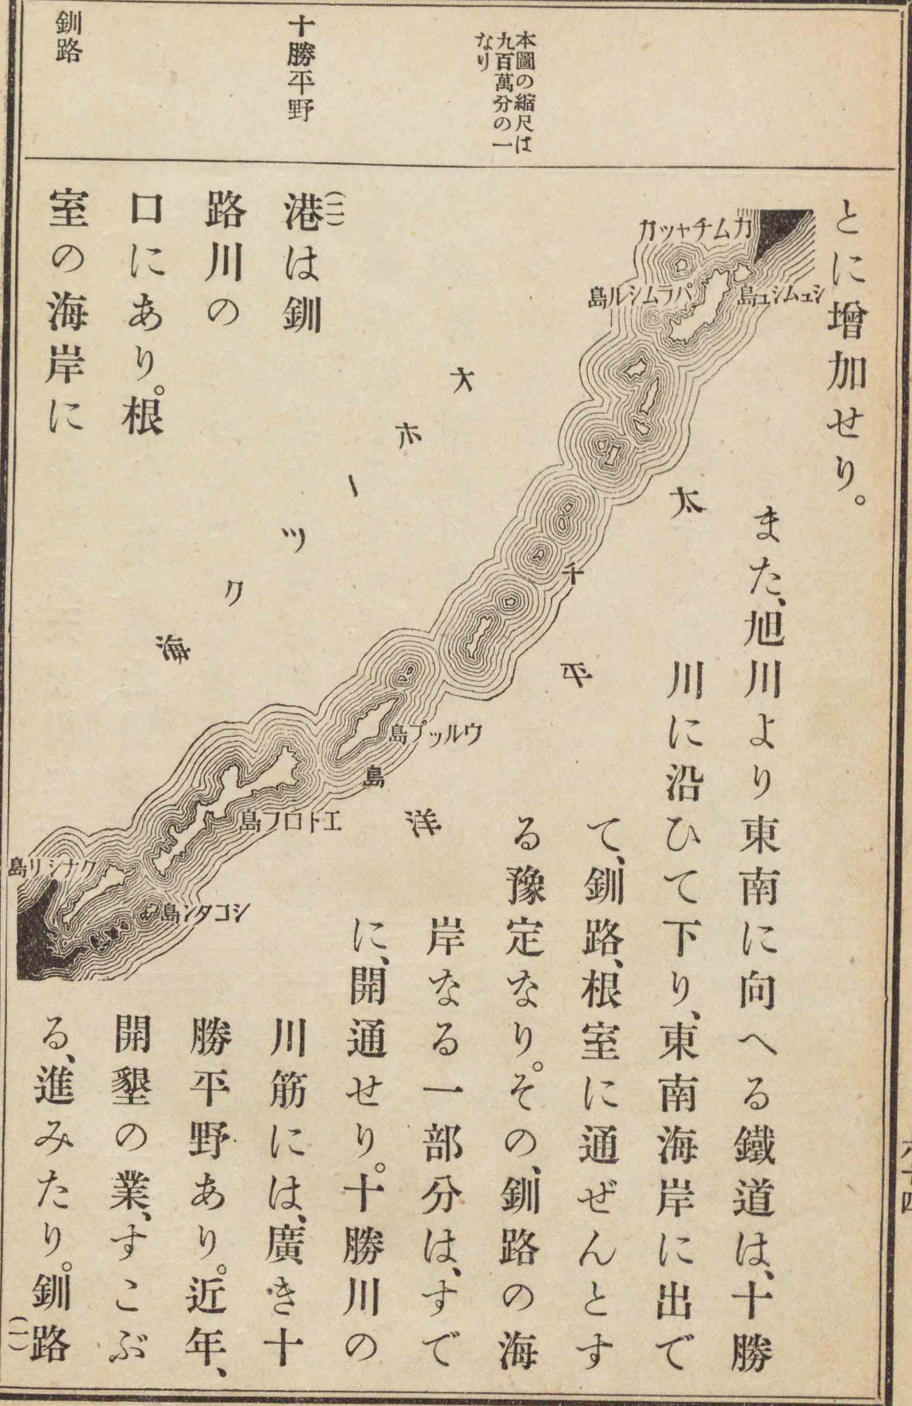 本圖の縮尺は
九百萬分の一
なり
十勝平野
釧路
とに增加せり。
また、旭川より東南に向へる鐵道は、十勝
川に沿ひて下り、東南海岸に出で
て、釧路、根室に通ぜんとす
る豫定なり。その、釧路の海
岸なる一部分は、すで
に、開通せり。十勝川の
川筋には、廣き十
勝平野あり。近年、
開墾の業、すこぶ
る、進みたり。釧路(一)
港(二)は釧
路川の
口にあり。根
室の海岸に
カムチャツカ
島ュシムュシ
島ルシムラパ
オホーツク海
太平洋
千島
島プッルウ
島フロトエ
島リシナク
島ンタコシ